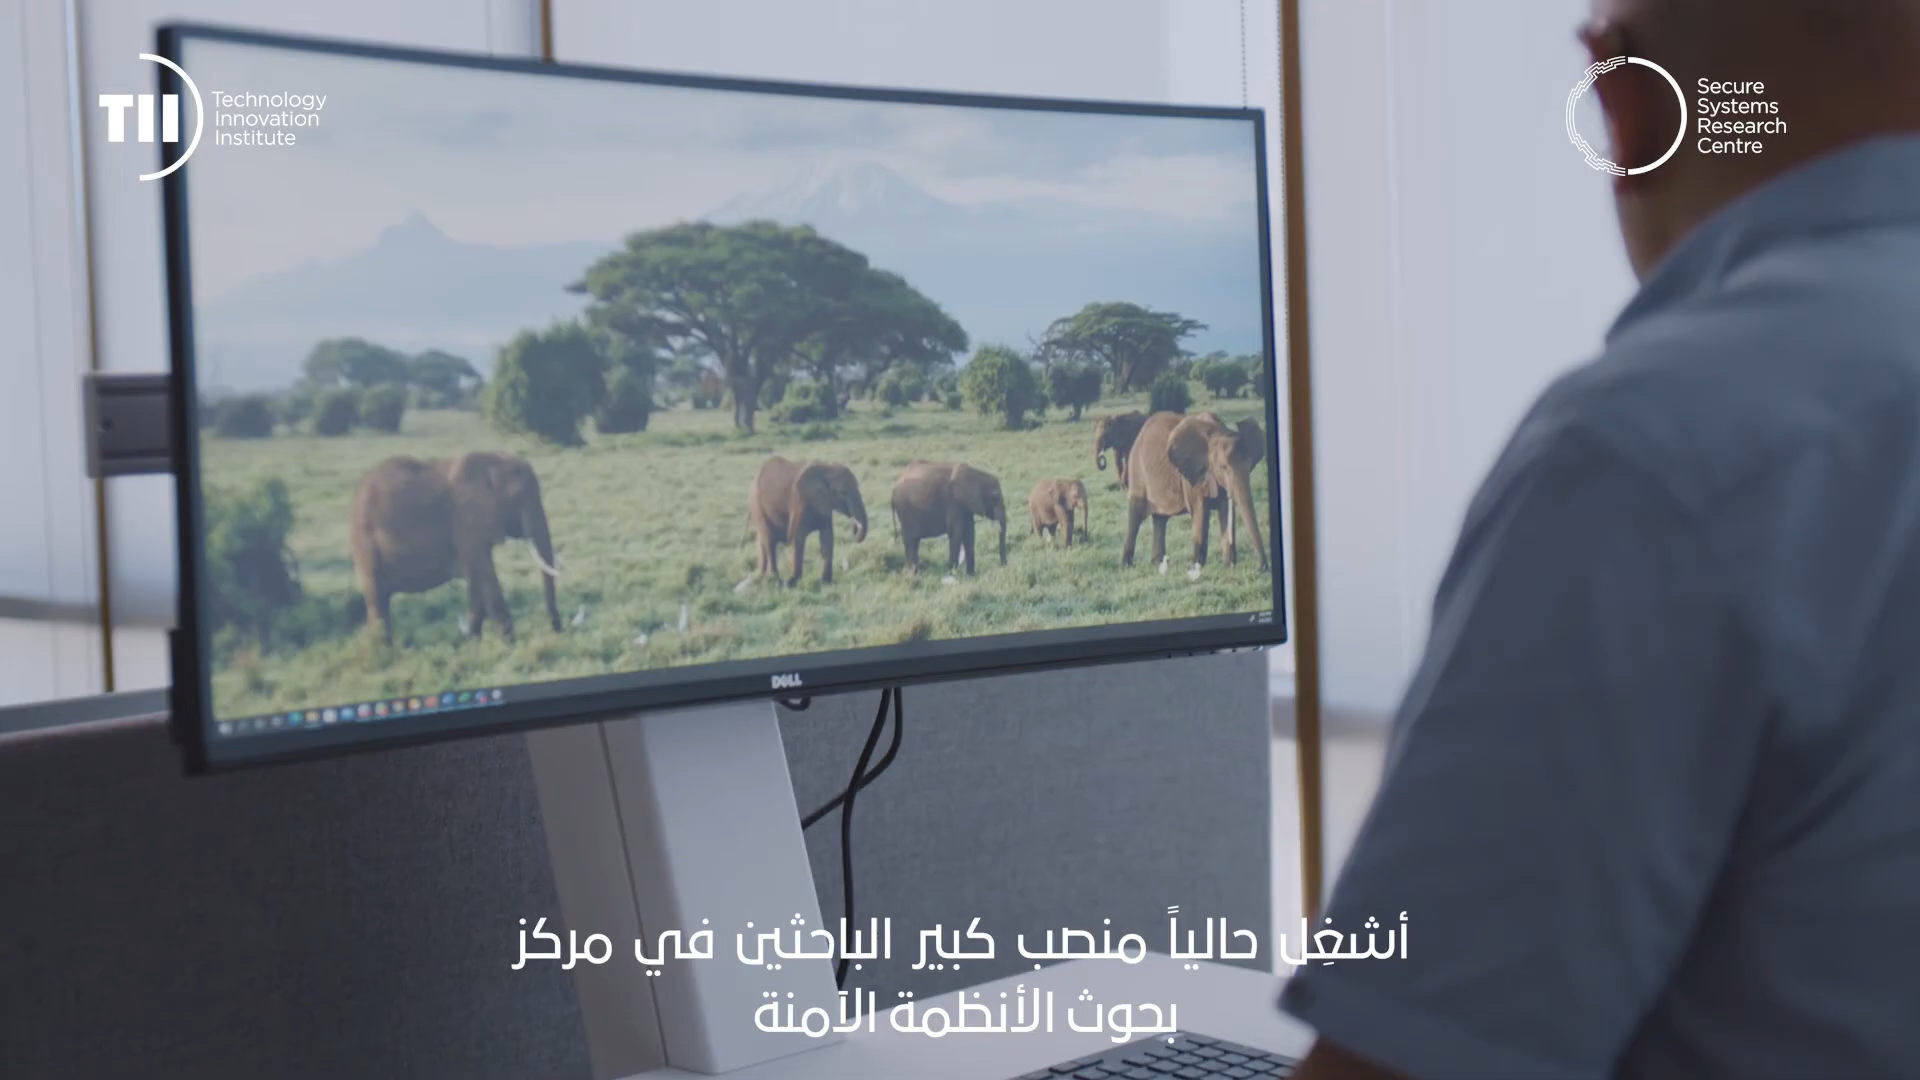 TII
Technology
Innovation
Institute
Secure
Systems
Research
Centre
DELL
أشغِل حالياً منصب كبير الباحثين في مركز
بحوث الأنظمة الآمنة